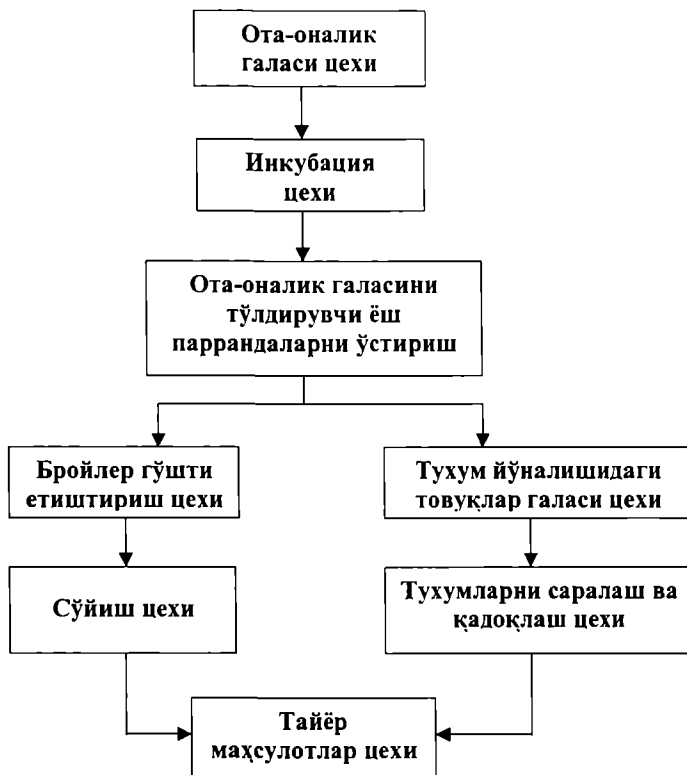 Ота-оналик
галаси цехи
Инкубация
цехи
Ота-оналик галасини
тўлдирувчи ёш
паррандаларни ўстириш
Бройлер гўшти
етиштириш цехи
Тухум йўналишидаги
товуқлар галаси цехи
Сўйиш цехи
Тухумларни саралаш ва
қадоқлаш цехи
Тайёр
маҳсулотлар цехи